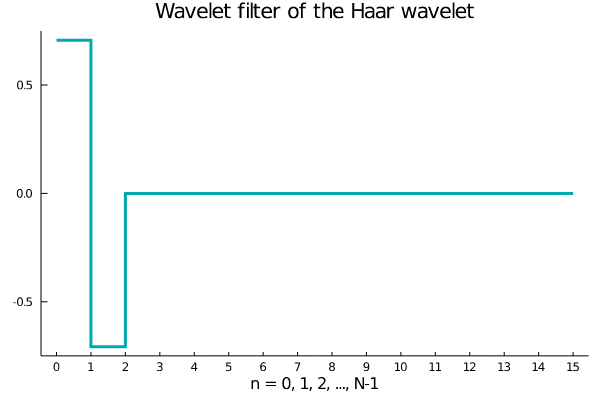 Wavelet filter of the Haar wavelet
0.5
0.0
-0.5
0 1 2 3 4 5 6 7 8 9 10 11 12 13 14 15
n = 0, 1, 2, ..., N-1